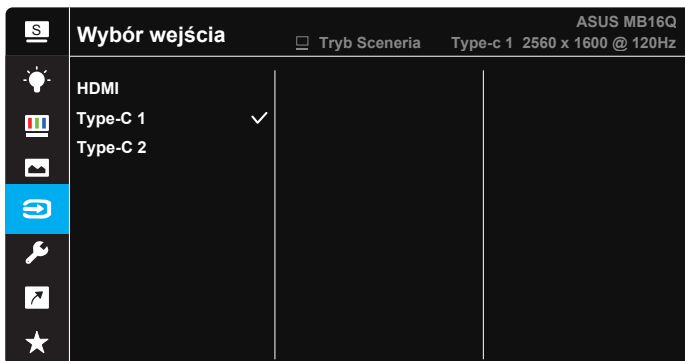 S
Wybór wejścia
ASUS MB16Q
Tryb Sceneria
Type-c 1 2560 x 1600 @ 120Hz
HDMI
Type-C 1
Type-C 2